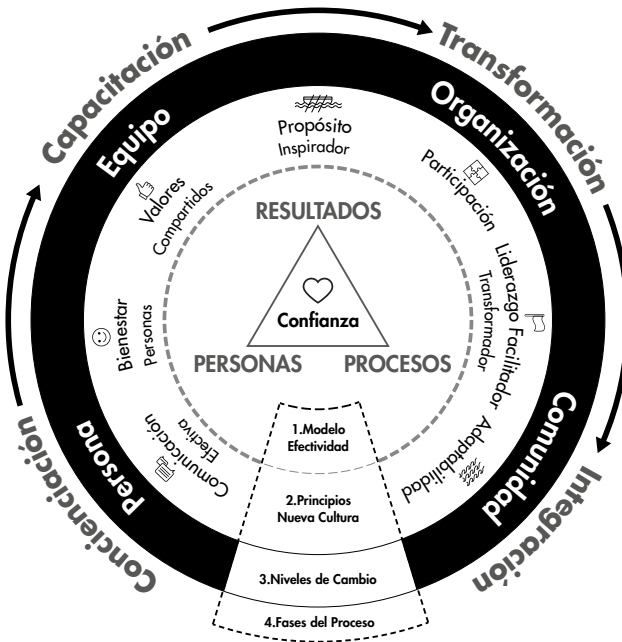 Capacitación
Transformación
Concienciación
Integración
Equipo
Organización
Persona
Comunidad
Propósito
Inspirador
Participación
Liderazgo Facilitador
Transformador
Adaptabilidad
Valores
Compartidos
Bienestar
Personas
Comunicación
Efectiva
RESULTADOS
Confianza
PERSONAS
PROCESOS
1.Modelo
Efectividad
2.Principios
Nueva Cultura
3.Niveles de Cambio
4.Fases del Proceso